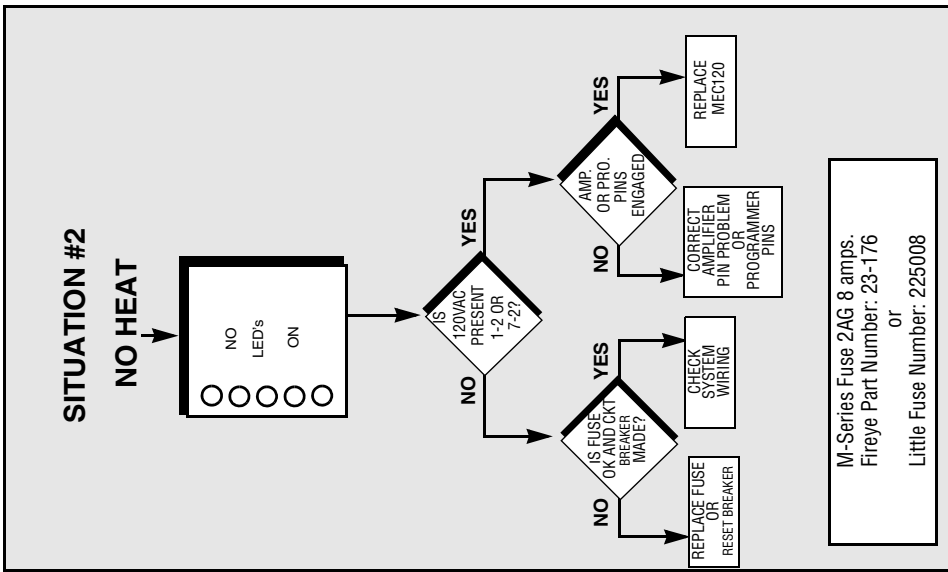 SITUATION #2
NO HEAT
NO
LED's
ON
IS
120VAC
PRESENT
1-2 OR
7-2?
NO
YES
IS FUSE
OK AND CKT
BREAKER
MADE?
NO
YES
REPLACE FUSE
OR
RESET BREAKER
CHECK
SYSTEM
WIRING
AMP.
OR PRO.
PINS
ENGAGED
NO
YES
CORRECT
AMPLIFIER
PIN PROBLEM
OR
PROGRAMMER
PINS
REPLACE
MEC120
M-Series Fuse 2AG 8 amps.
Fireye Part Number: 23-176
or
Little Fuse Number: 225008